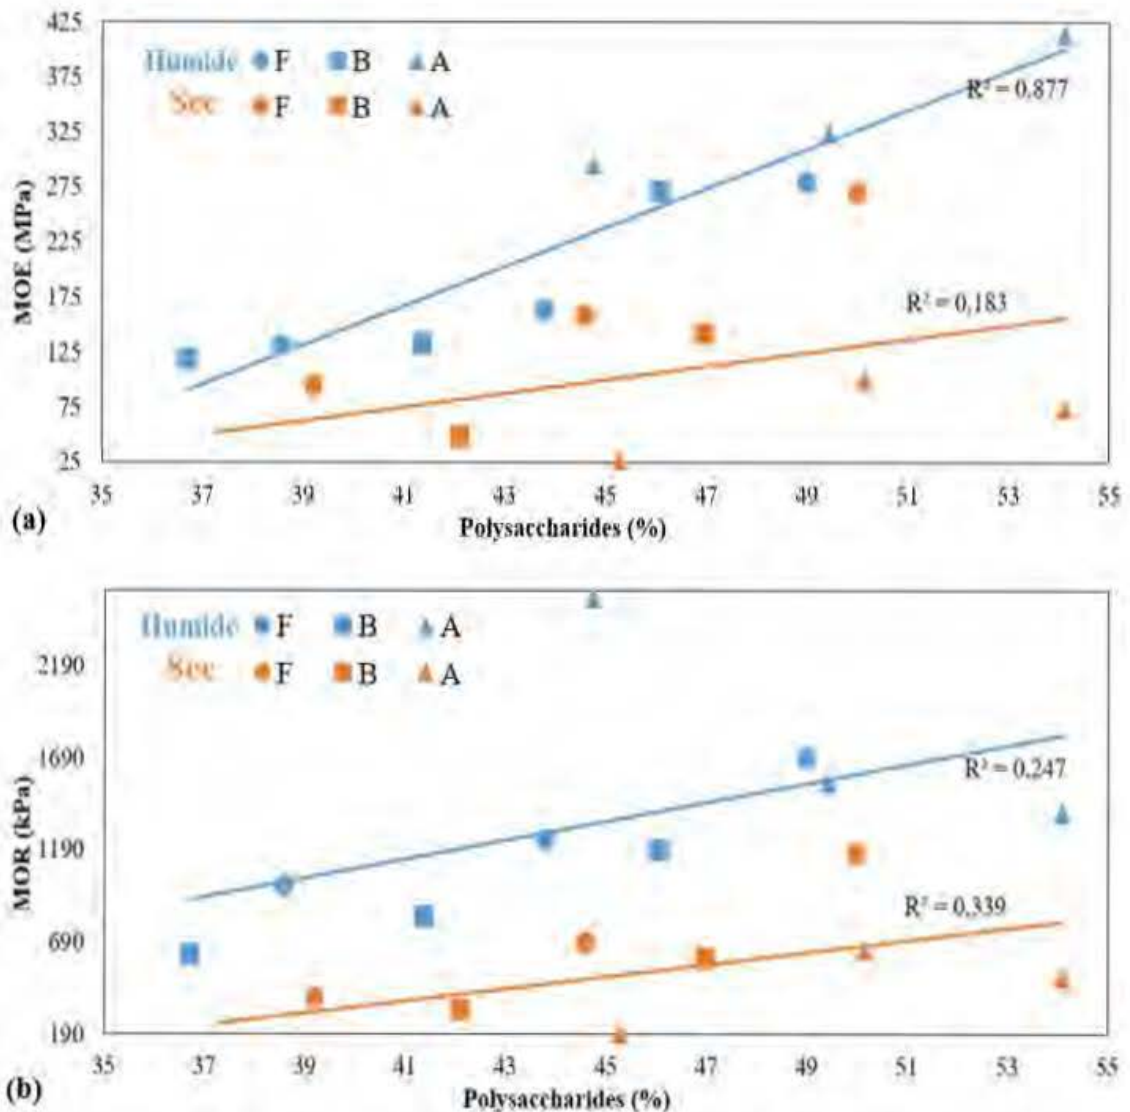 425
375
325
275
225
175
125
75
25
MOE (MPa)
Humide F B A
Sec F B A
R² = 0,877
R² = 0,183
35 37 39 41 43 45 47 49 51 53 55
Polysaccharides (%)
(a)
2190
1690
1190
690
190
MOR (kPa)
Humide F B A
Sec F B A
R² = 0,247
R² = 0,339
35 37 39 41 43 45 47 49 51 53 55
Polysaccharides (%)
(b)